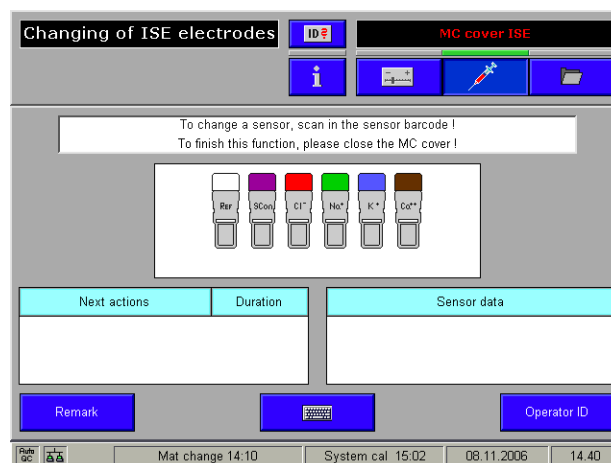 Changing of ISE electrodes
ID?
MC cover ISE
i
To change a sensor, scan in the sensor barcode !
To finish this function, please close the MC cover !
Rsr SCon Cl⁻ Na⁺ K⁺ Ca⁺⁺
Next actions Duration Sensor data
Remark Operator ID
Auto QC Mat change 14:10 System cal 15:02 08.11.2006 14.40